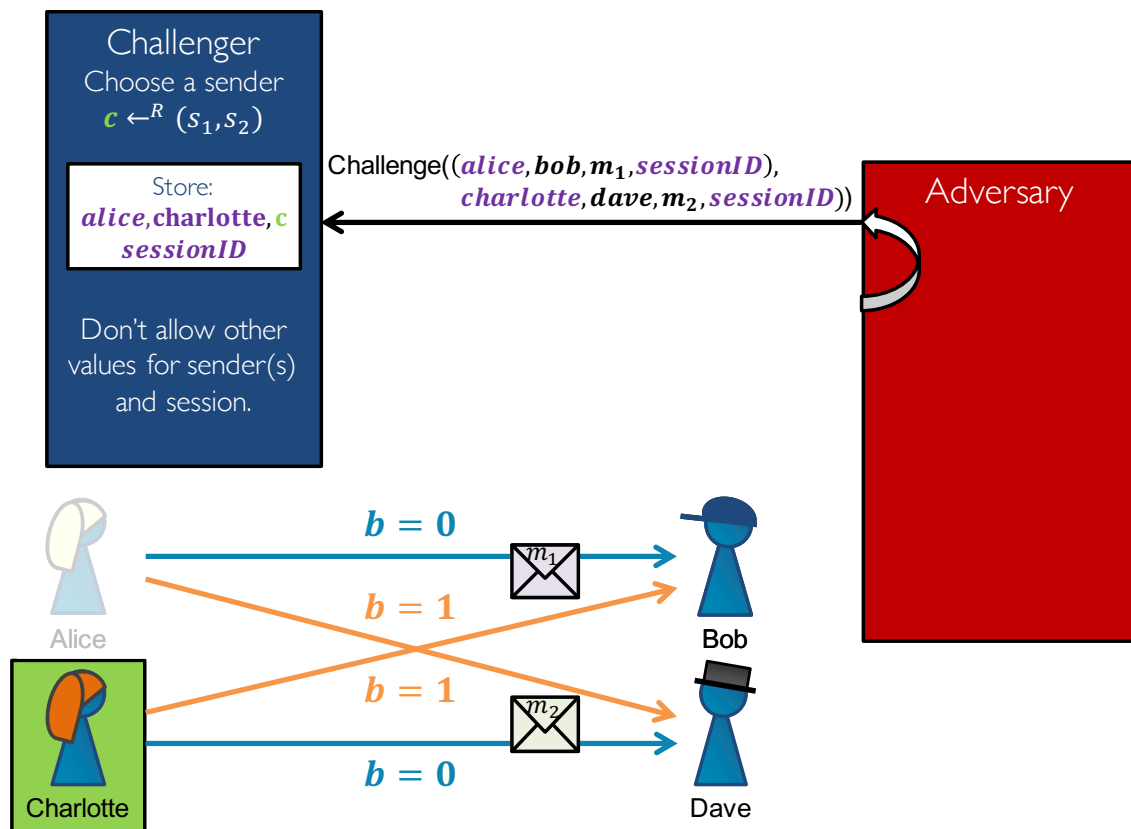 Challenger
Choose a sender
c ←ᴿ (s₁,s₂)
Store:
alice,charlotte,c
sessionID
Don't allow other
values for sender(s)
and session.
Challenge((alice,bob,m₁,sessionID),
charlotte,dave,m₂,sessionID))
Adversary
b = 0
m₁
b = 1
Alice
Bob
b = 1
m₂
b = 0
Charlotte
Dave